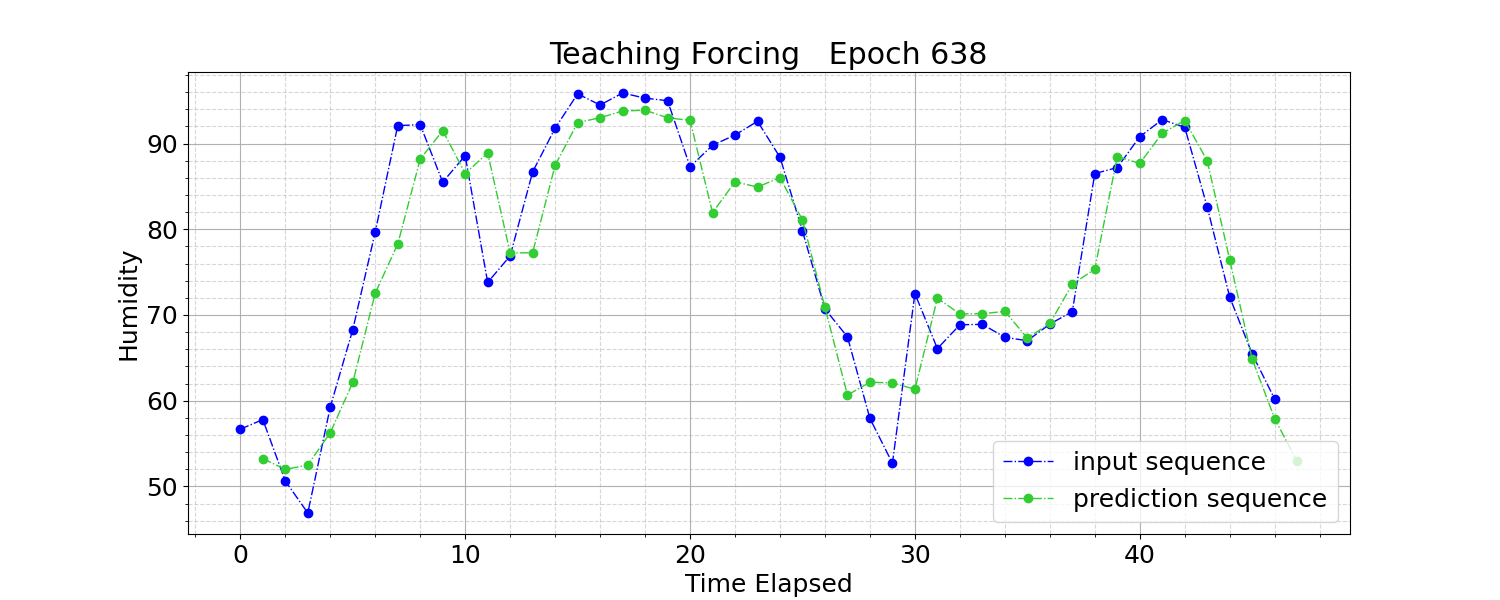 Teaching Forcing   Epoch 638
90
80
70
60
50
Humidity
input sequence
prediction sequence
0 10 20 30 40
Time Elapsed